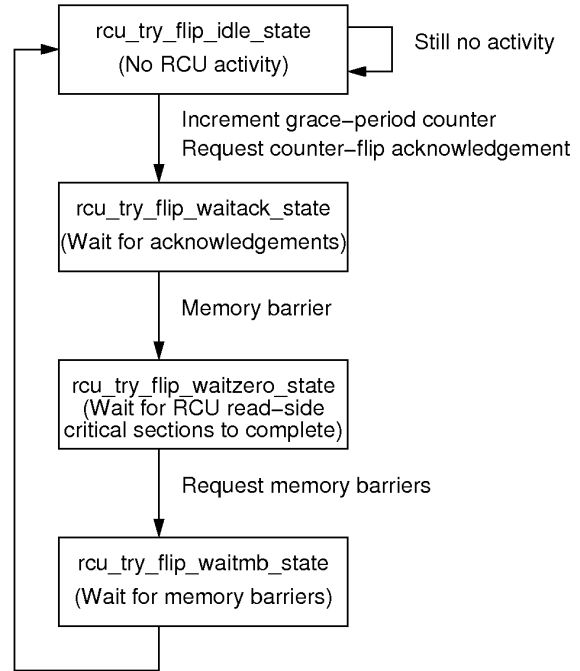 rcu_try_flip_idle_state
(No RCU activity)
Still no activity
Increment grace−period counter
Request counter−flip acknowledgement
rcu_try_flip_waitack_state
(Wait for acknowledgements)
Memory barrier
rcu_try_flip_waitzero_state
(Wait for RCU read−side
critical sections to complete)
Request memory barriers
rcu_try_flip_waitmb_state
(Wait for memory barriers)